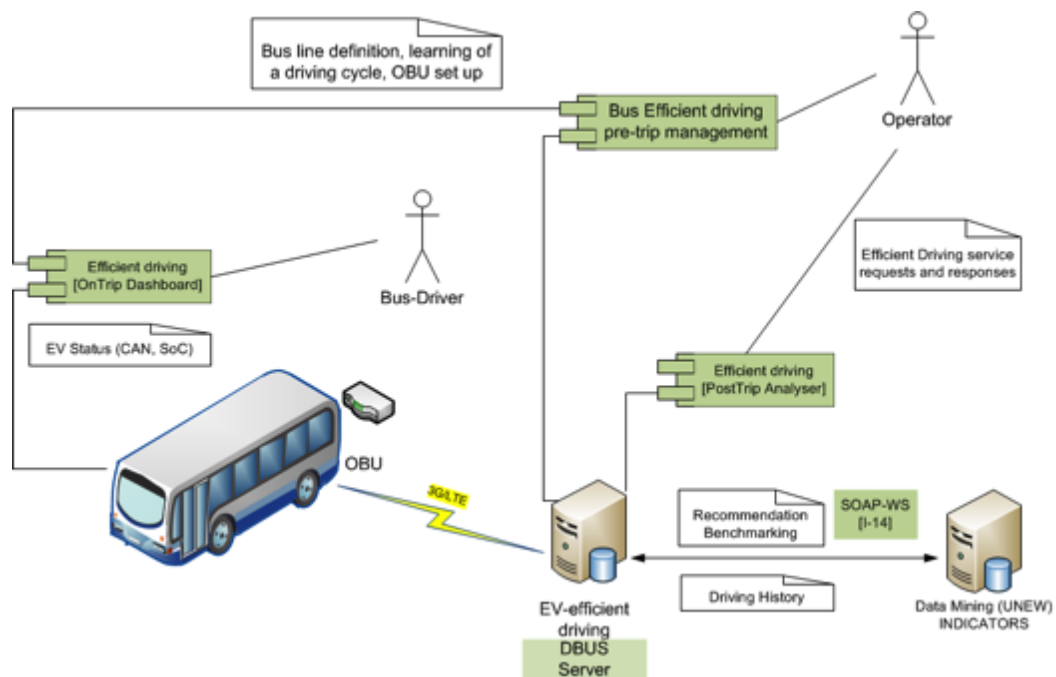 Bus line definition, learning of
a driving cycle, OBU set up
Bus Efficient driving
pre-trip management
Operator
Efficient driving
[OnTrip Dashboard]
Bus-Driver
Efficient Driving service
requests and responses
EV Status (CAN, SoC)
Efficient driving
[PostTrip Analyser]
OBU
3G/LTE
Recommendation
Benchmarking
SOAP-WS
[I-14]
Driving History
EV-efficient
driving
DBUS
Server
Data Mining (UNEW)
INDICATORS